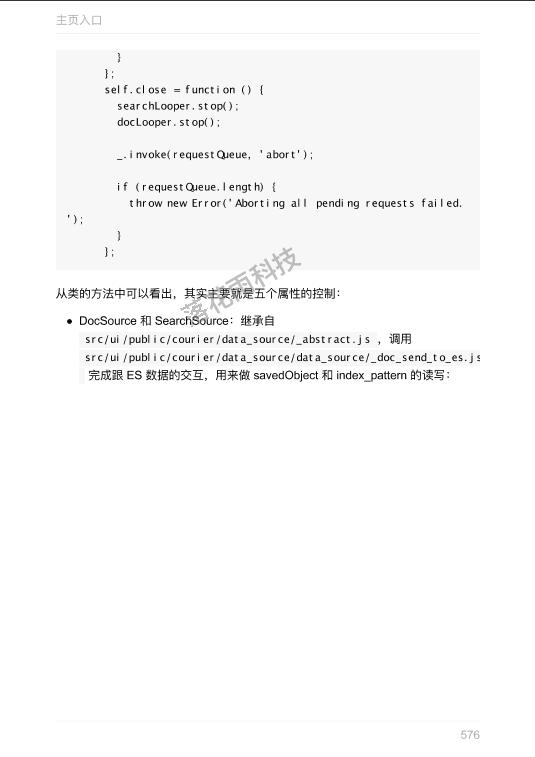 主页入口
}
};
self.close = function () {
searchLooper.stop();
docLooper.stop();
_.invoke(requestQueue, 'abort');
if (requestQueue.length) {
throw new Error('Aborting all pending requests failed.
');
}
};
落花雨科技
从类的方法中可以看出，其实主要就是五个属性的控制：
● DocSource 和 SearchSource：继承自
src/ui/public/courier/data_source/_abstract.js ，调用
src/ui/public/courier/data_source/data_source/_doc_send_to_es.js
完成跟 ES 数据的交互，用来做 savedObject 和 index_pattern 的读写：
576